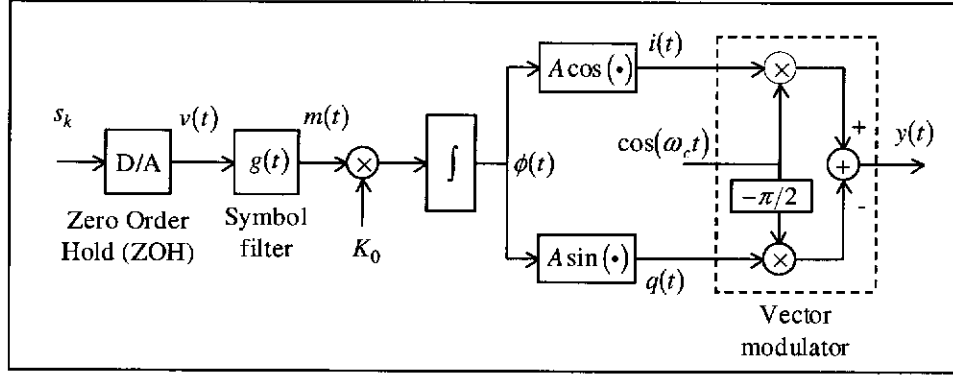 s_k
D/A
Zero Order
Hold (ZOH)
v(t)
g(t)
Symbol
filter
m(t)
×
K_0
∫
φ(t)
A cos (•)
i(t)
A sin (•)
q(t)
cos(ω_c t)
×
−π/2
×
+
+
-
y(t)
Vector
modulator